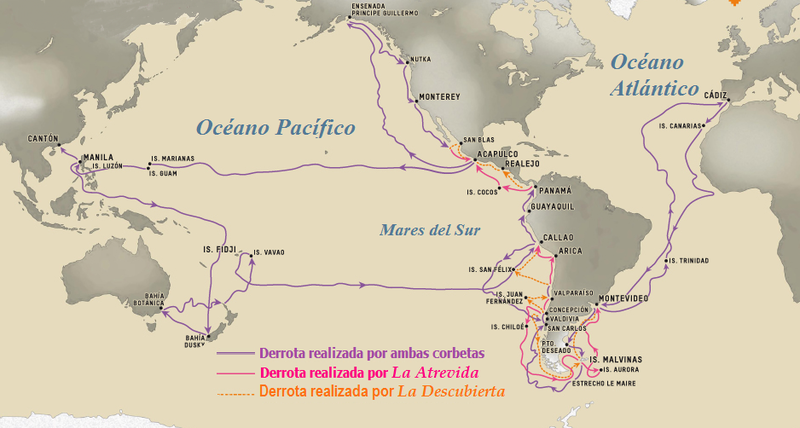 ENSENADA
PRÍNCIPE GUILLERMO
NUTKA
MONTEREY
Océano
Atlántico
CÁDIZ
IS. CANARIAS
Océano Pacífico
CANTÓN
MANILA
IS. LUZÓN
IS. MARIANAS
IS. GUAM
SAN BLAS
ACAPULCO
REALEJO
IS. COCOS
PANAMÁ
GUAYAQUIL
Mares del Sur
CALLAO
ARICA
IS. FIDJI
IS. VAVAO
IS. TRINIDAD
IS. SAN FÉLIX
BAHÍA
BOTÁNICA
IS. JUAN
FERNÁNDEZ
VALPARAÍSO
MONTEVIDEO
CONCEPCIÓN
VALDIVIA
IS. CHILOÉ
SAN CARLOS
BAHÍA
DUSKY
PTO.
DESEADO
IS. MALVINAS
IS. AURORA
ESTRECHO LE MAIRE
Derrota realizada por ambas corbetas
Derrota realizada por La Atrevida
Derrota realizada por La Descubierta